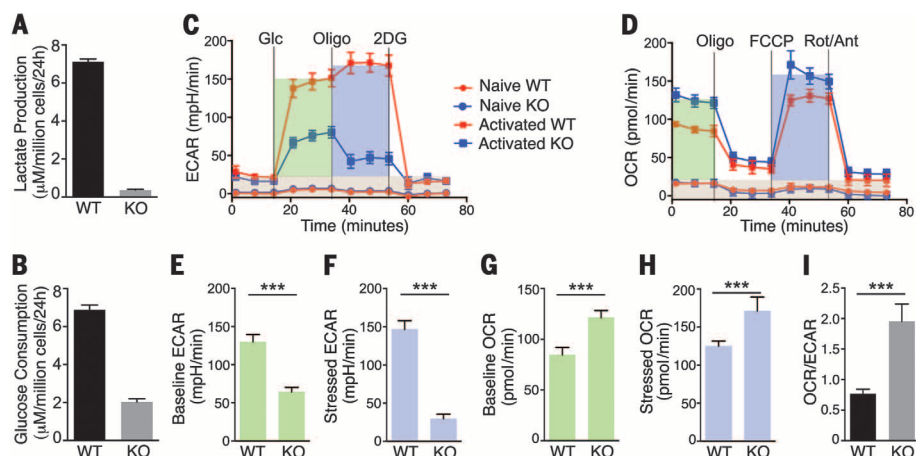 A
Lactate Production
(µM/million cells/24h)
8
6
4
2
0
WT KO
C
Glc Oligo 2DG
ECAR (mpH/min)
200
150
100
50
0
0 20 40 60 80
Time (minutes)
Naive WT
Naive KO
Activated WT
Activated KO
D
Oligo FCCP Rot/Ant
OCR (pmol/min)
200
150
100
50
0
0 20 40 60 80
Time (minutes)
B
Glucose Consumption
(µM/million cells/24h)
8
6
4
2
0
WT KO
E
Baseline ECAR
(mpH/min)
200
150
100
50
0
***
WT KO
F
Stressed ECAR
(mpH/min)
200
150
100
50
0
***
WT KO
G
Baseline OCR
(pmol/min)
200
150
100
50
0
***
WT KO
H
Stressed OCR
(pmol/min)
200
150
100
50
0
***
WT KO
I
OCR/ECAR
2.5
2.0
1.5
1.0
0.5
0
***
WT KO